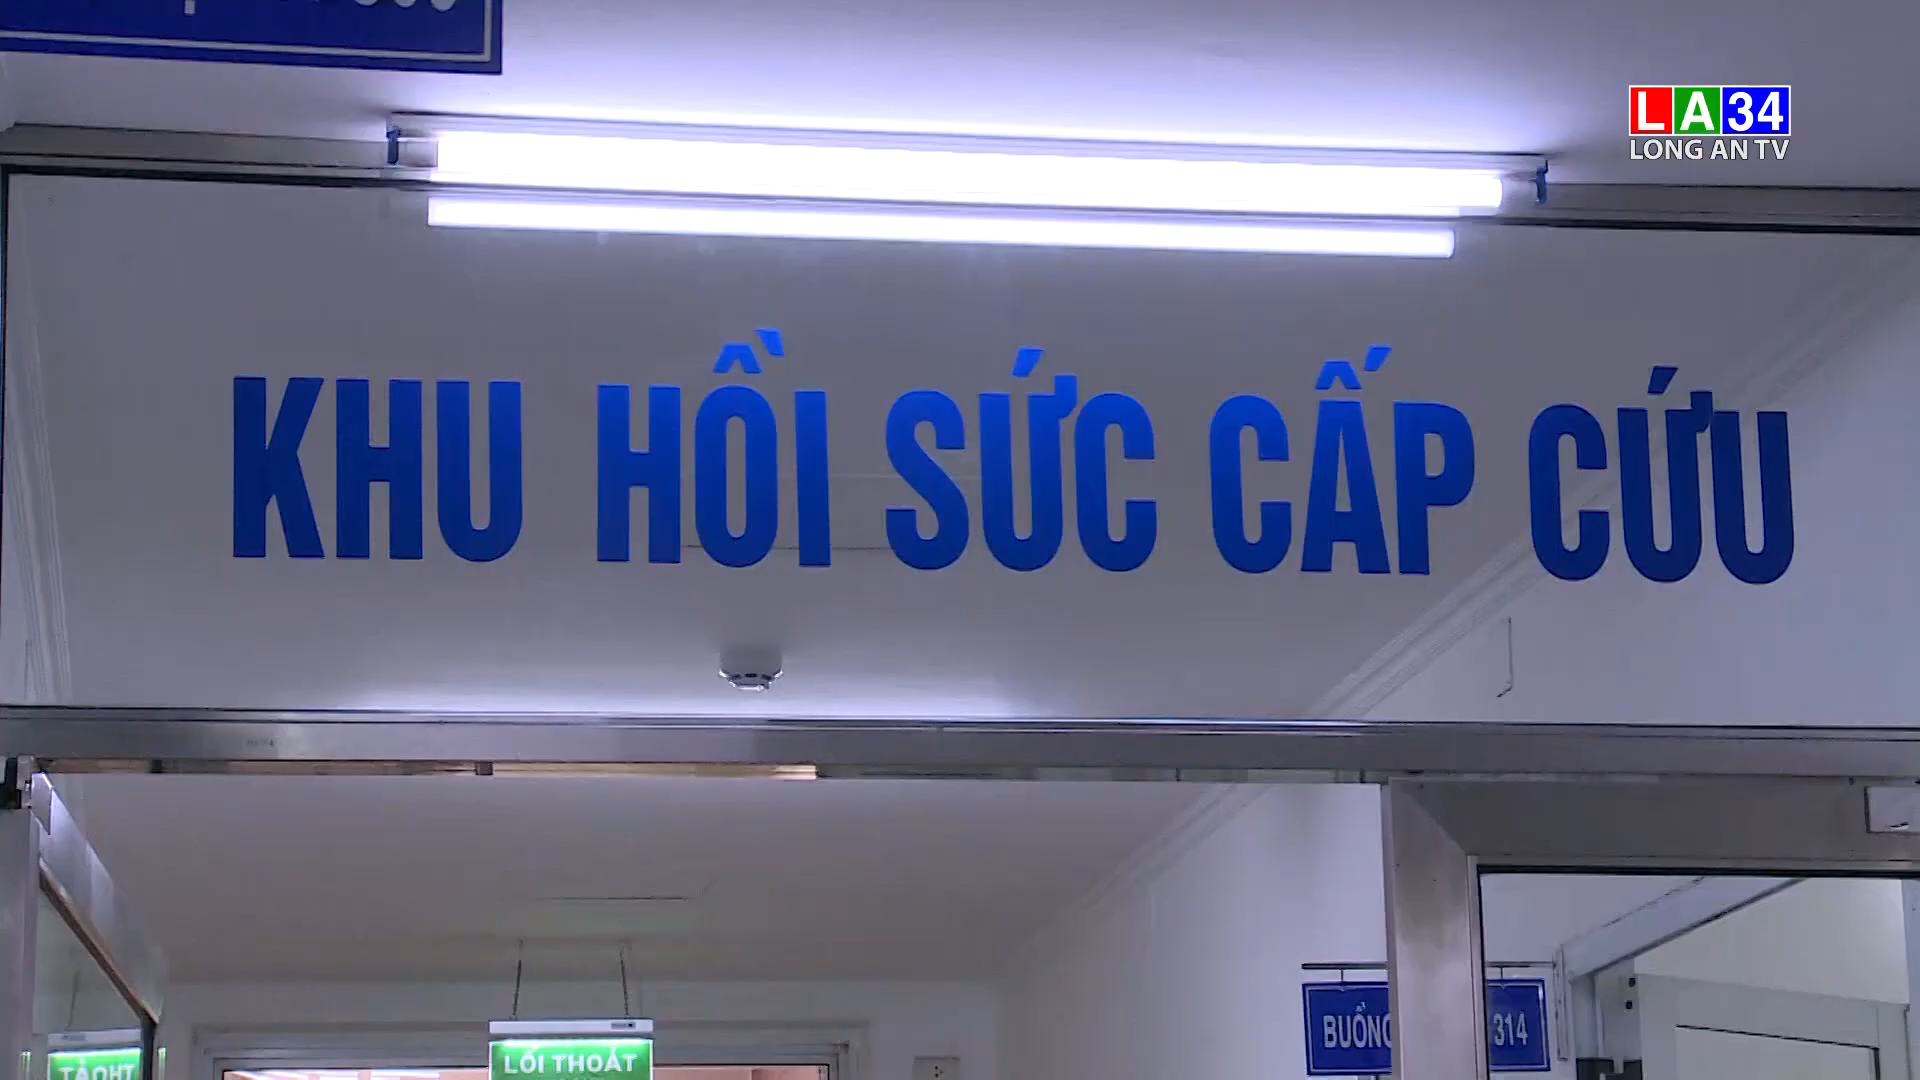 LA34
LONG AN TV
KHU HỒI SỨC CẤP CỨU
BUỒNG 314
LỐI THOÁT